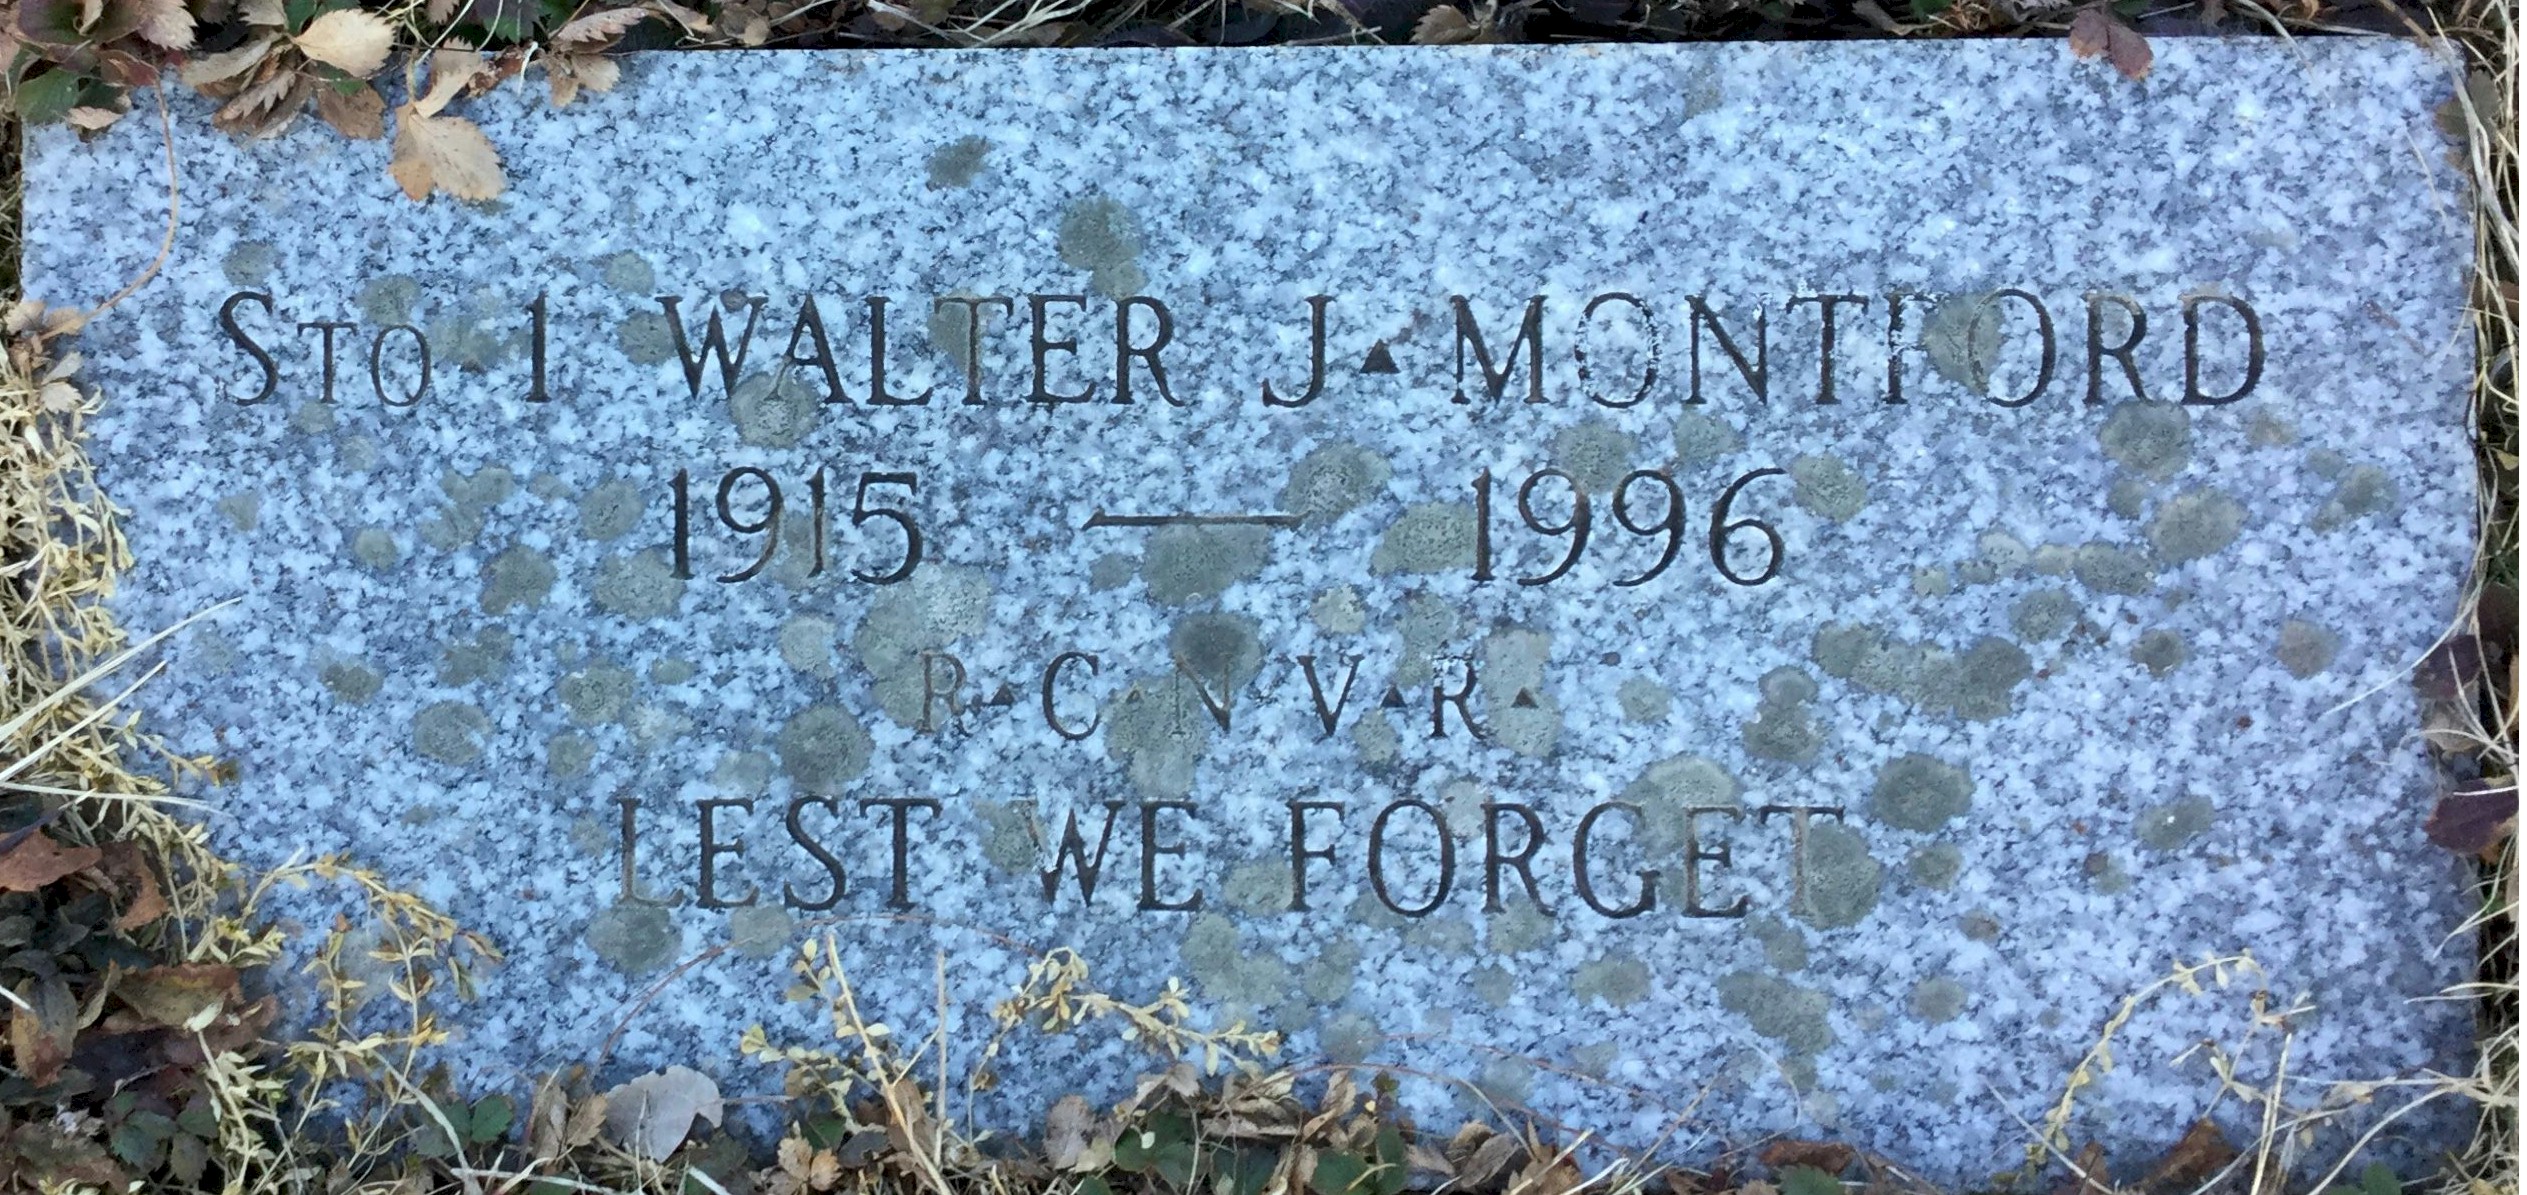 STO 1 WALTER J. MONTFORD
1915 — 1996
R.C.N.V.R.
LEST WE FORGET